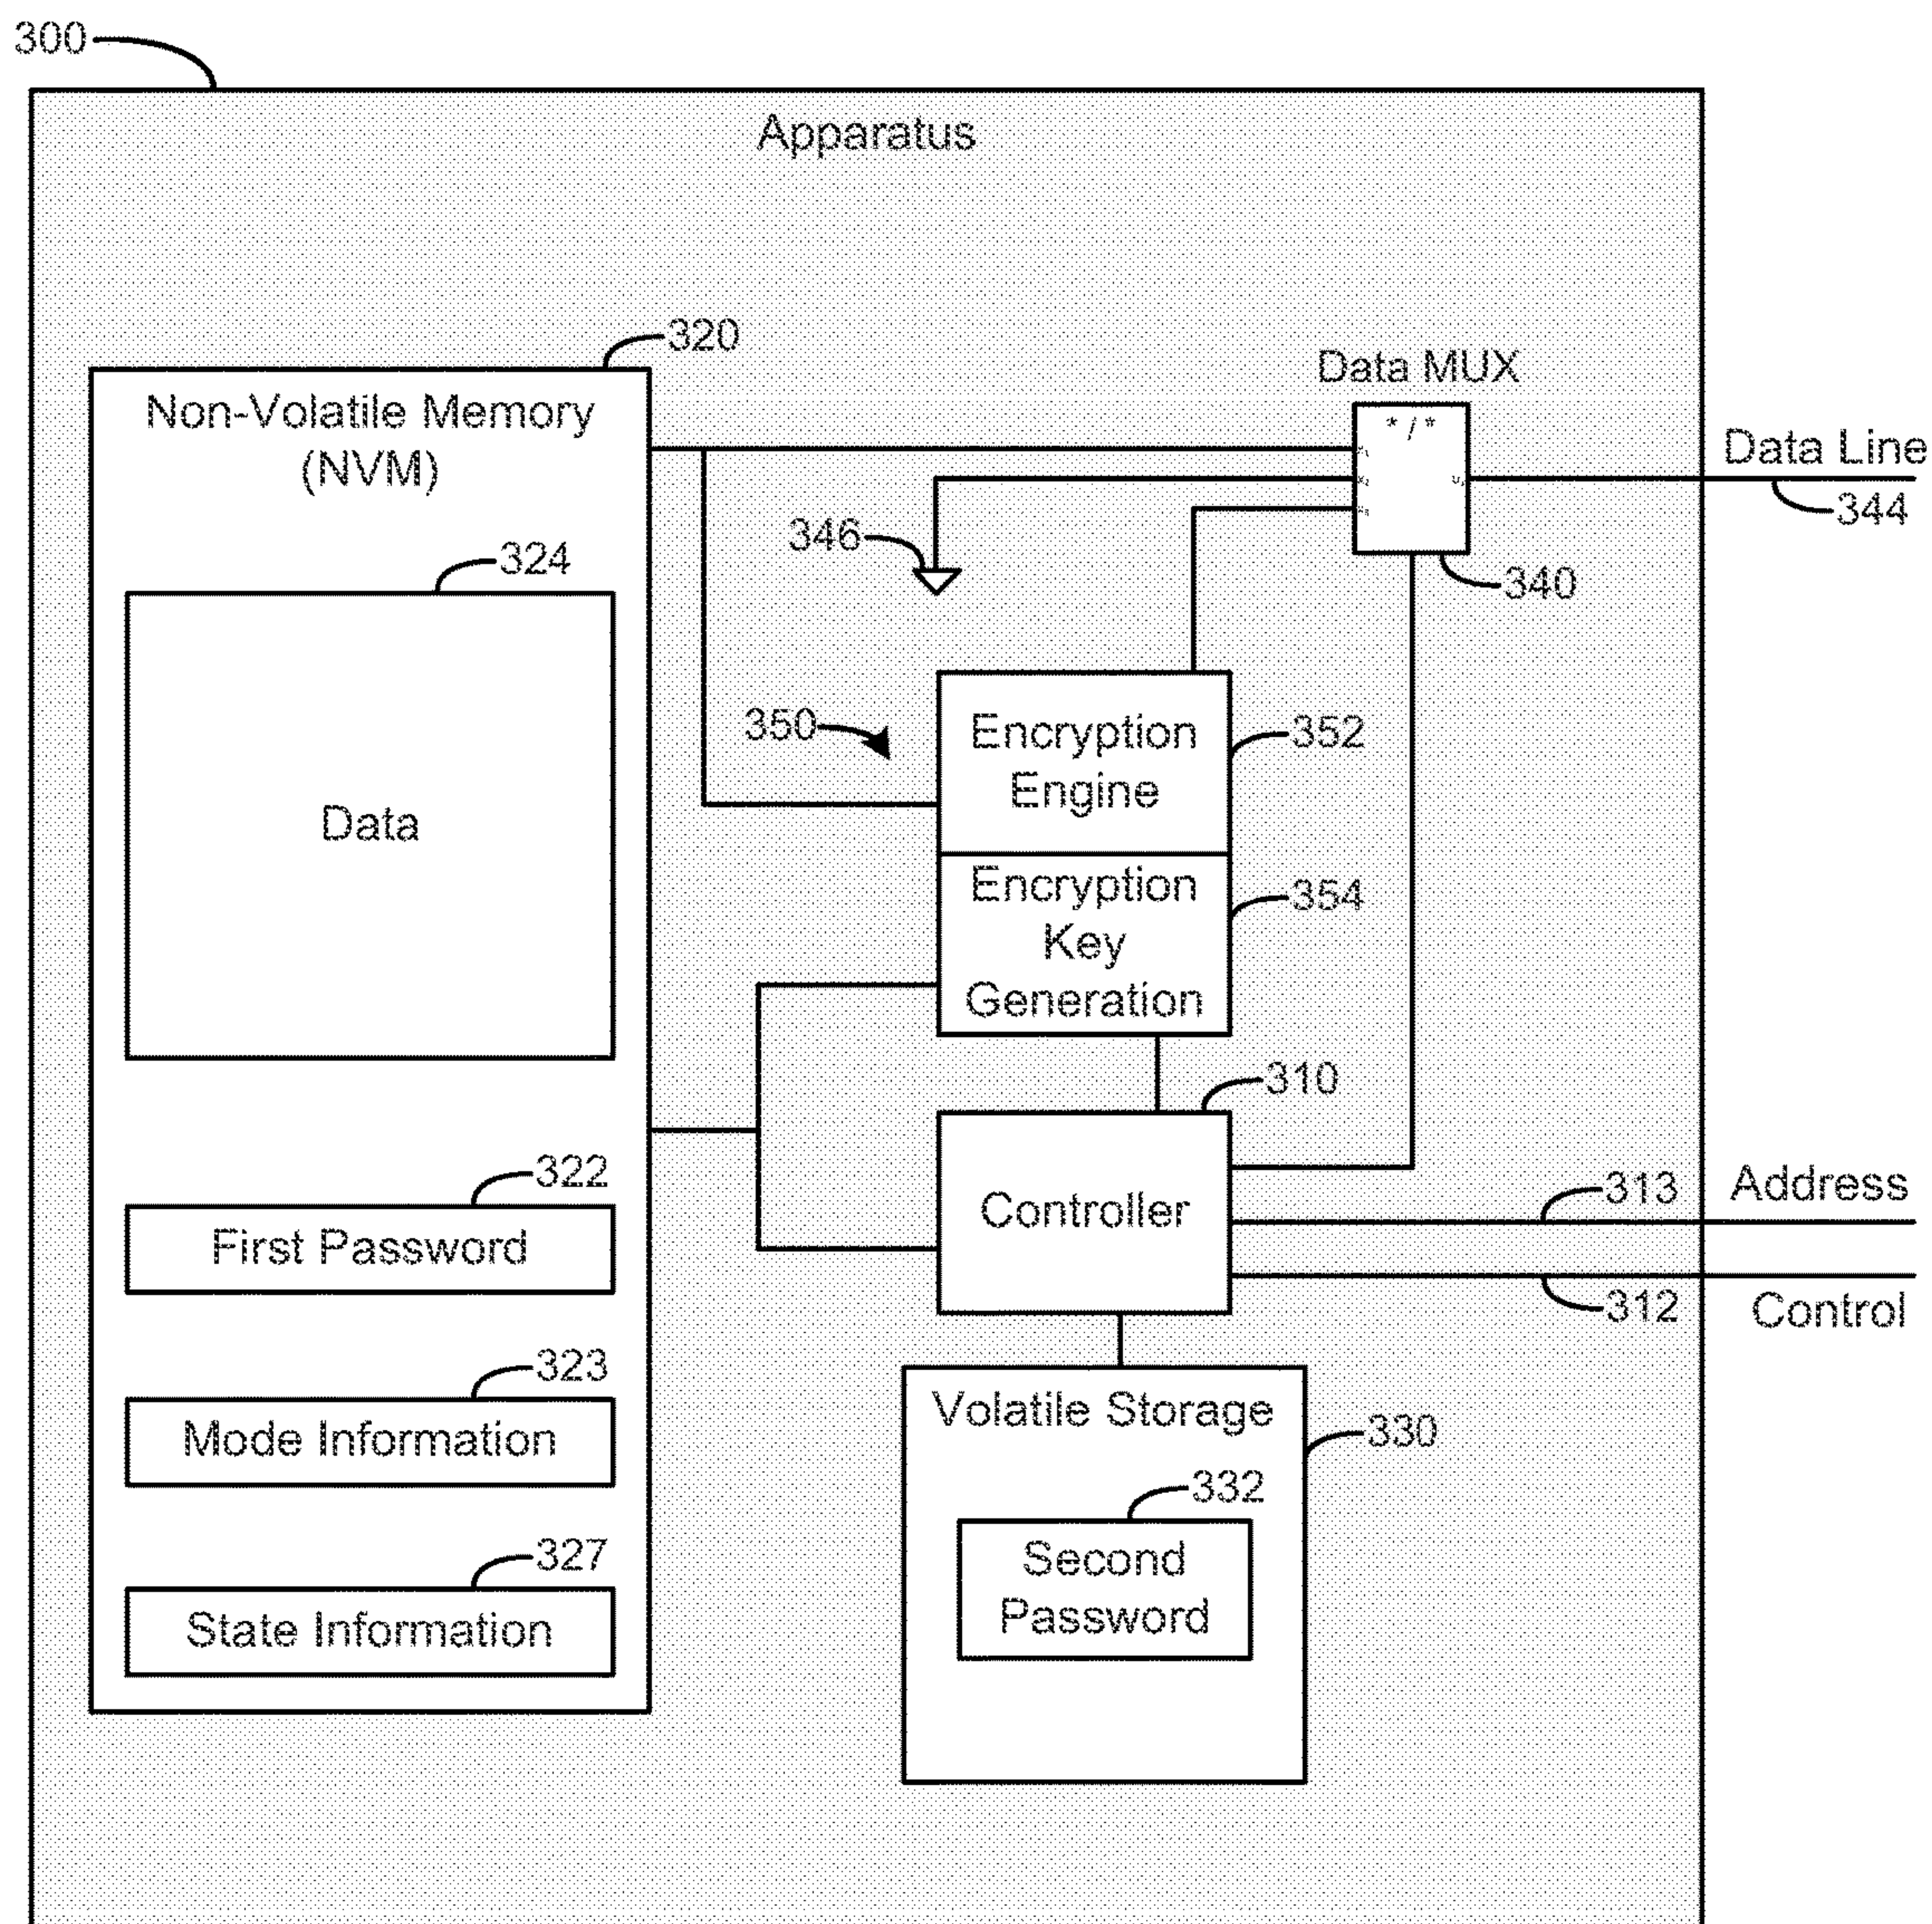 300
Apparatus
320
Non-Volatile Memory
(NVM)
Data MUX
* / *
Data Line
344
346
340
324
Data
350
Encryption
Engine
352
Encryption
Key
Generation
354
310
Controller
313
Address
312
Control
322
First Password
323
Mode Information
327
State Information
Volatile Storage
330
332
Second
Password